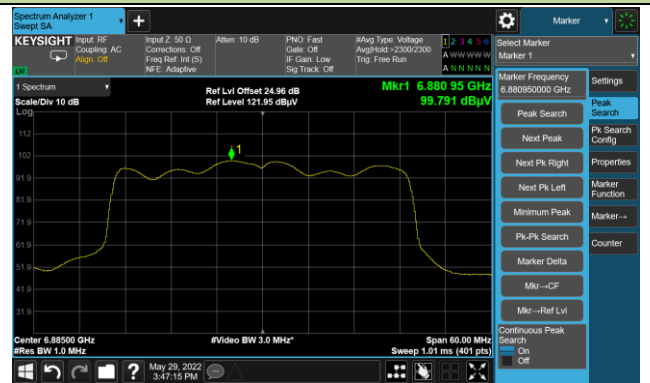 Spectrum Analyzer 1
Swept SA
Marker
KEYSIGHT
Input: RF
Coupling: AC
Align: Off
Input Z: 50 Ω
Corrections: Off
Freq Ref: Int (S)
NFE: Adaptive
Atten: 10 dB
PNO: Fast
Gate: Off
IF Gain: Low
Sig Track: Off
#Avg Type: Voltage
Avg|Hold:>2300/2300
Trig: Free Run
1 2 3 4 5 6
A W W W W W
A N N N N N
LW
Select Marker
Marker 1
1 Spectrum
Scale/Div 10 dB
Log
Ref Lvl Offset 24.96 dB
Ref Level 121.95 dBµV
Mkr1 6.880 95 GHz
99.791 dBµV
Marker Frequency
6.880950000 GHz
Peak Search
Next Peak
Next Pk Right
Next Pk Left
Minimum Peak
Pk-Pk Search
Marker Delta
Mkr→CF
Mkr→Ref Lvl
Continuous Peak
Search
On
Off
Settings
Peak
Search
Pk Search
Config
Properties
Marker
Function
Marker→
Counter
112
102
91.9
81.9
71.9
61.9
51.9
41.9
31.9
1
Center 6.88500 GHz
#Res BW 1.0 MHz
#Video BW 3.0 MHz*
Span 60.00 MHz
Sweep 1.01 ms (401 pts)
?
May 29, 2022
3:47:15 PM